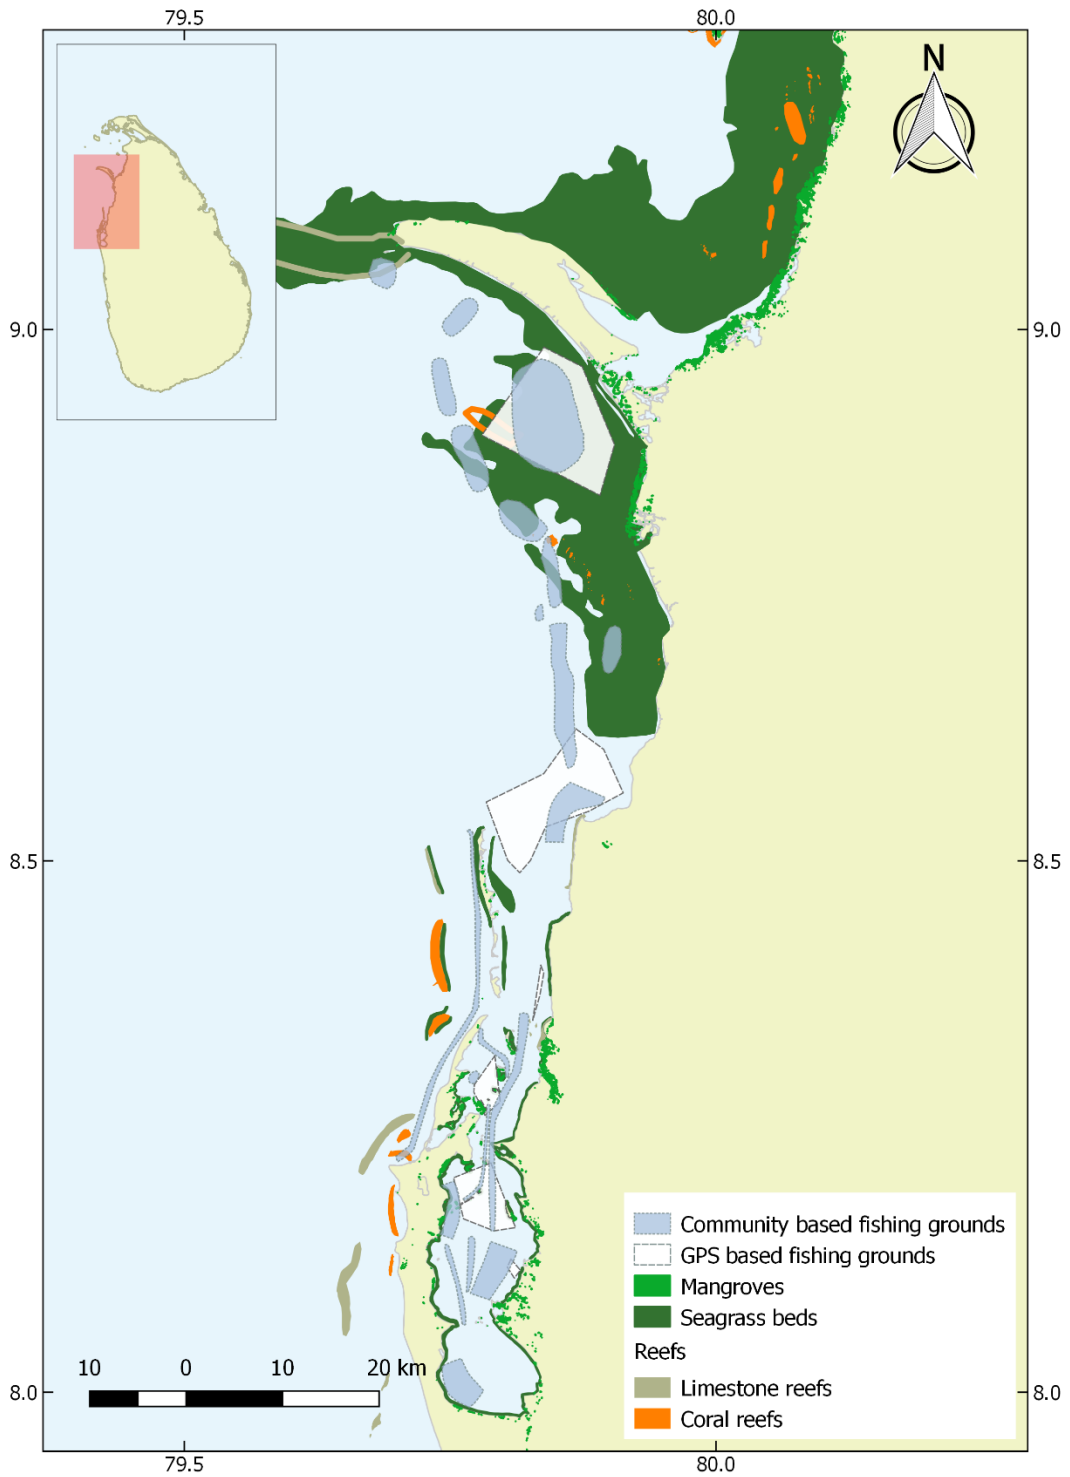 79.5 80.0
N
9.0 9.0
8.5 8.5
Community based fishing grounds
GPS based fishing grounds
Mangroves
Seagrass beds
Reefs
Limestone reefs
Coral reefs
10 0 10 20 km
8.0 8.0
79.5 80.0